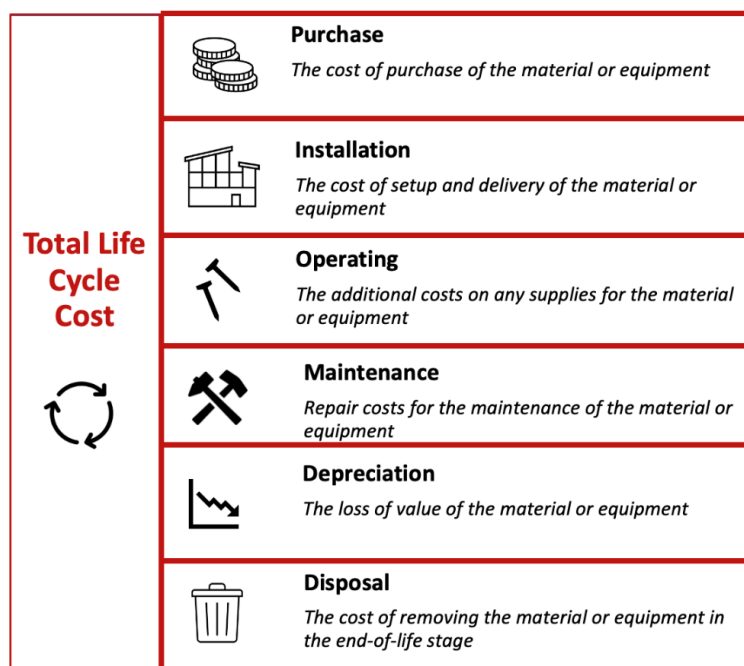 Total Life
Cycle
Cost
Purchase
The cost of purchase of the material or equipment
Installation
The cost of setup and delivery of the material or
equipment
Operating
The additional costs on any supplies for the material
or equipment
Maintenance
Repair costs for the maintenance of the material or
equipment
Depreciation
The loss of value of the material or equipment
Disposal
The cost of removing the material or equipment in
the end-of-life stage